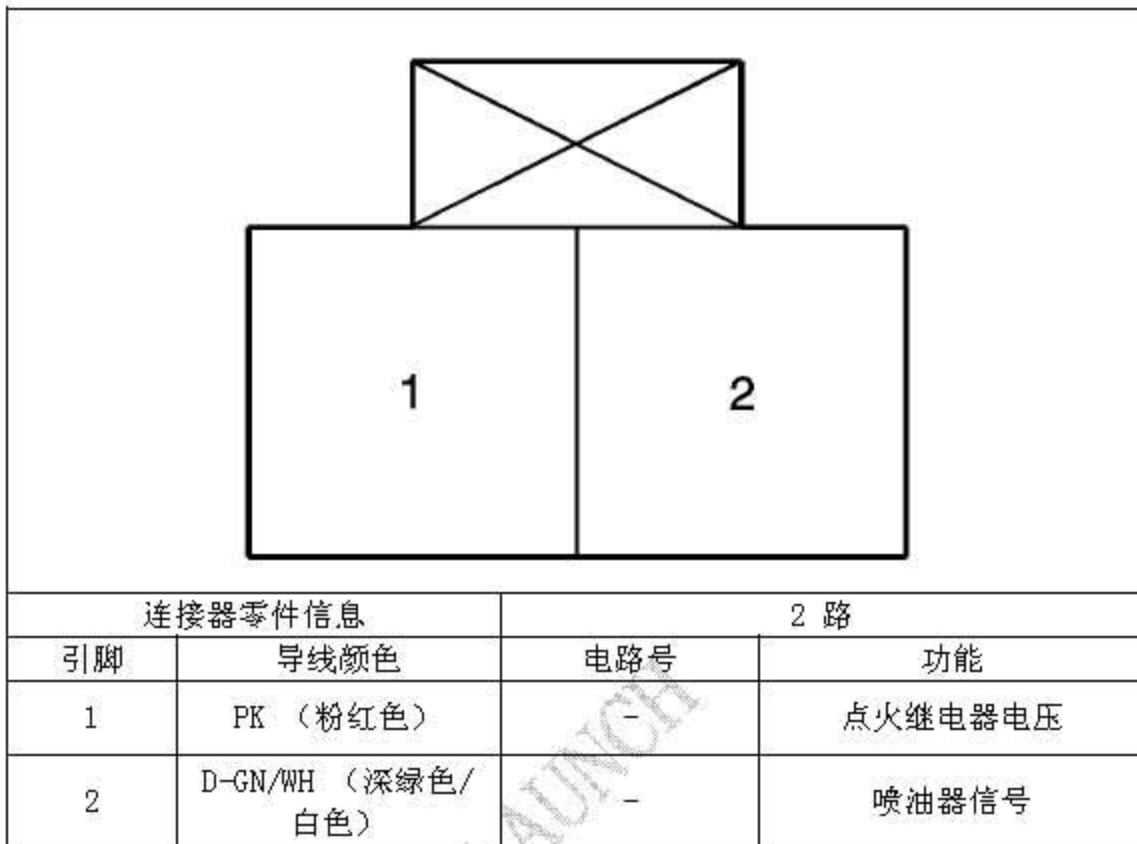 1 2
连接器零件信息 2 路
引脚 导线颜色 电路号 功能
1 PK （粉红色） - 点火继电器电压
2 D-GN/WH （深绿色/
白色） - 喷油器信号
LAUNCH